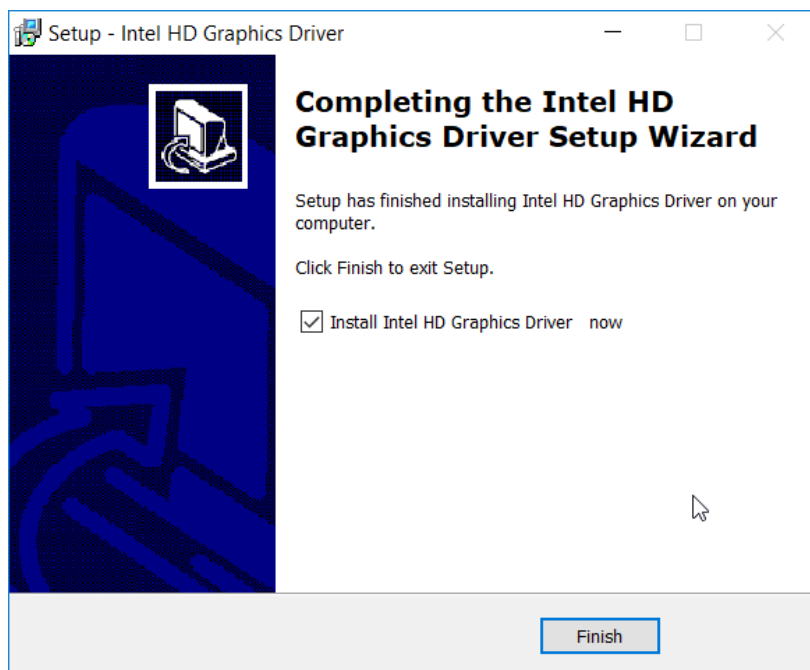 Setup - Intel HD Graphics Driver
Completing the Intel HD
Graphics Driver Setup Wizard
Setup has finished installing Intel HD Graphics Driver on your
computer.
Click Finish to exit Setup.
Install Intel HD Graphics Driver   now
Finish